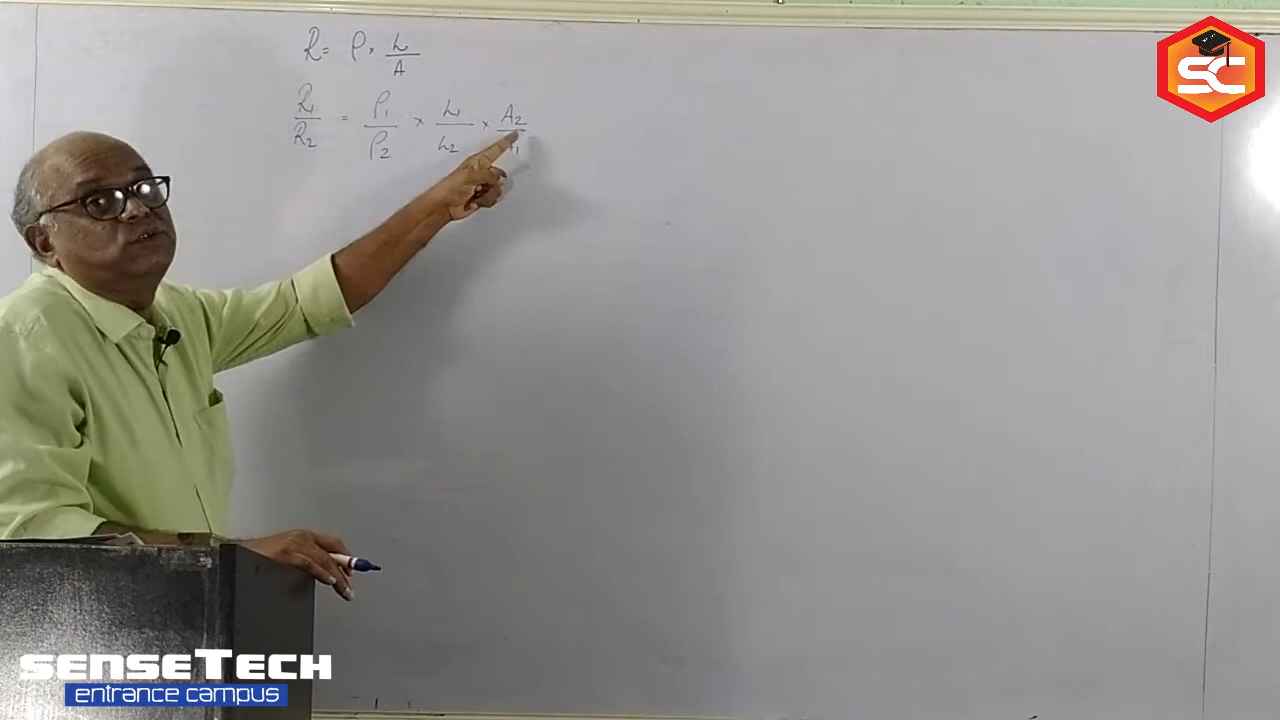 R = ρ × L/A
R₁/R₂ = ρ₁/ρ₂ × L₁/L₂ × A₂/A₁
SC
SENSETECH
entrance campus